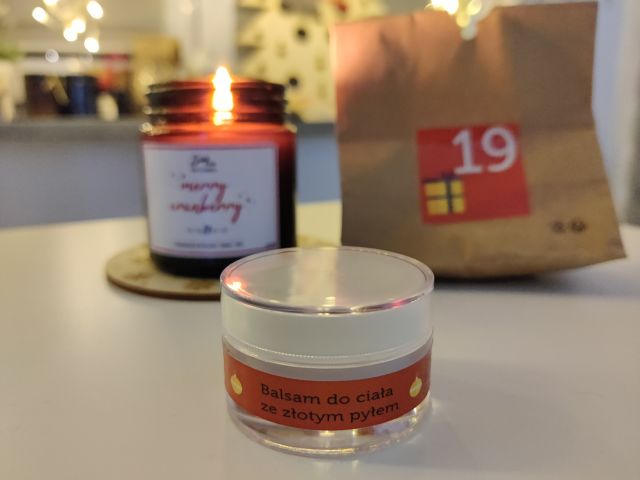 merry
cranberry
19
Balsam do ciała
ze złotym pyłem